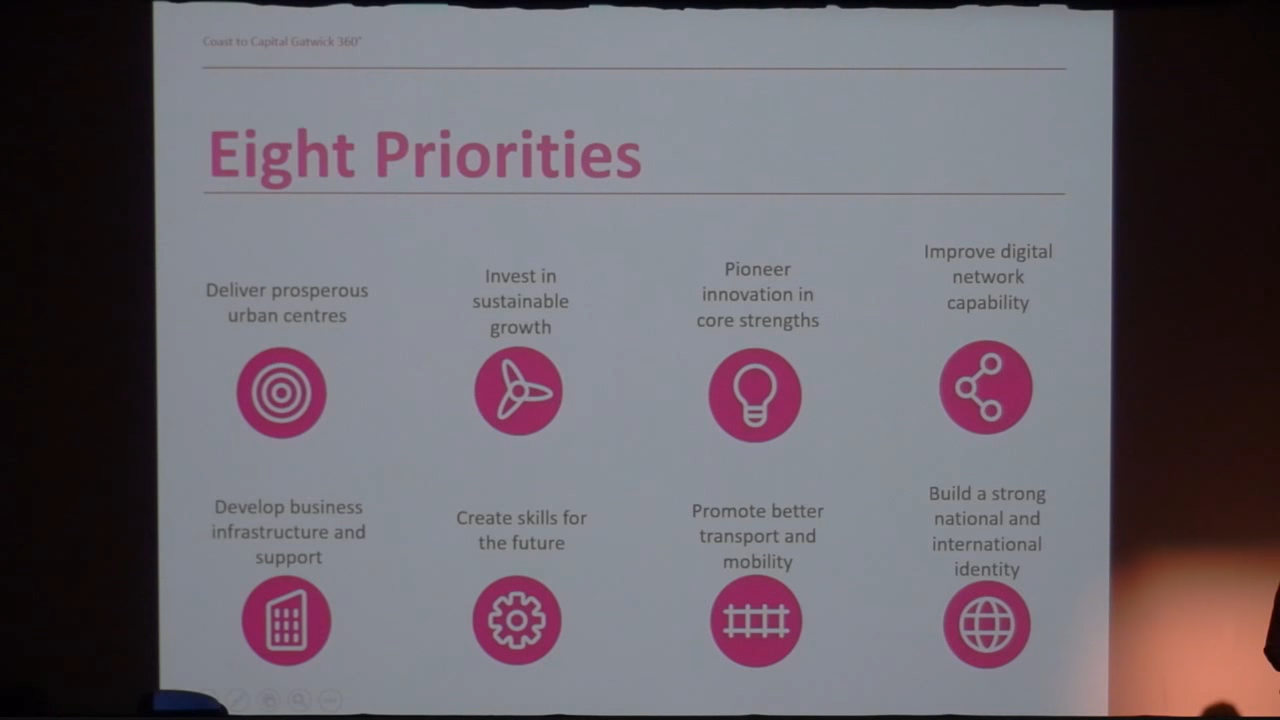 Coast to Capital Gatwick 360°
Eight Priorities
Deliver prosperous
urban centres
Invest in
sustainable
growth
Pioneer
innovation in
core strengths
Improve digital
network
capability
Develop business
infrastructure and
support
Create skills for
the future
Promote better
transport and
mobility
Build a strong
national and
international
identity